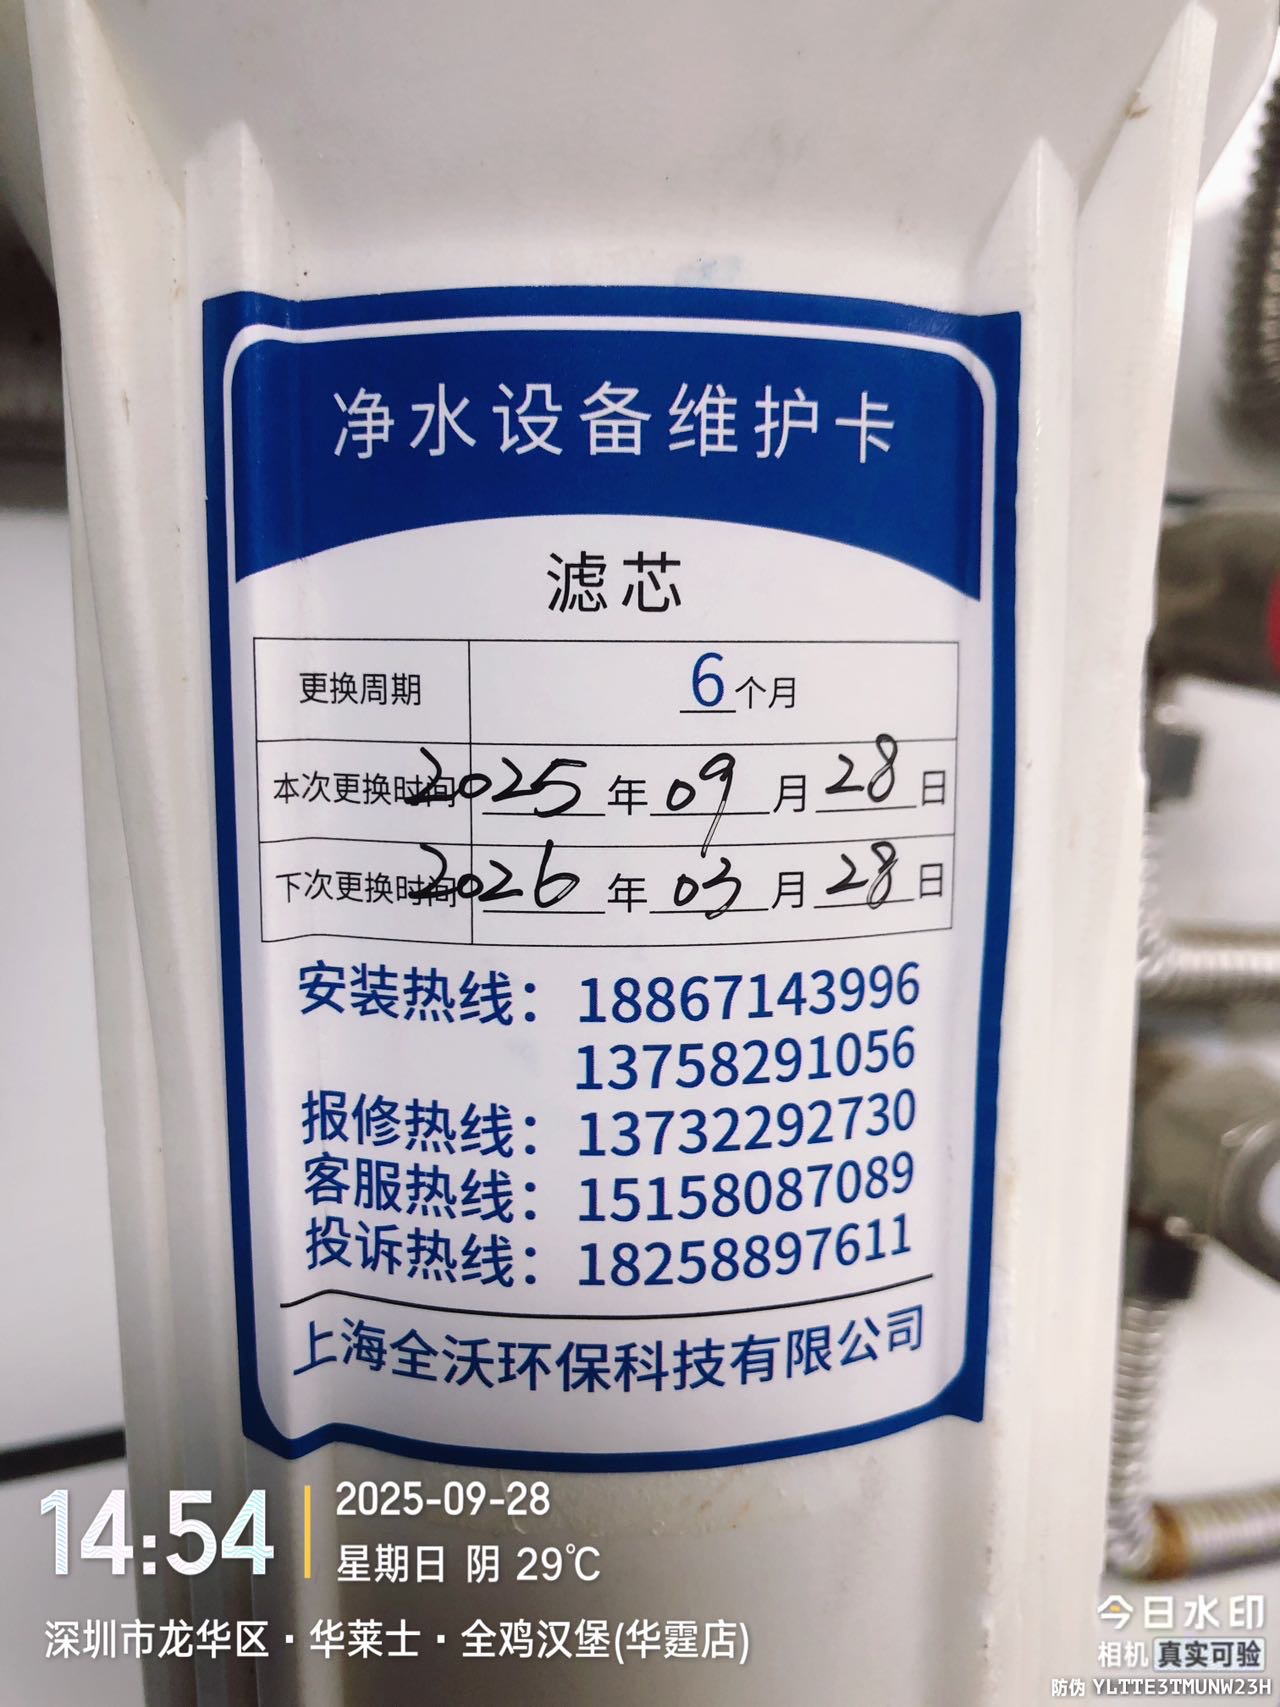 净水设备维护卡
滤芯
更换周期 6个月
本次更换时间 2025年09月28日
下次更换时间 2026年03月28日
安装热线：18867143996
13758291056
报修热线：13732292730
客服热线：15158087089
投诉热线：18258897611
上海全沃环保科技有限公司
14:54
2025-09-28
星期日 阴 29℃
深圳市龙华区·华莱士·全鸡汉堡(华霆店)
今日水印
相机 真实可验
防伪 YLTTE3TMUNW23H